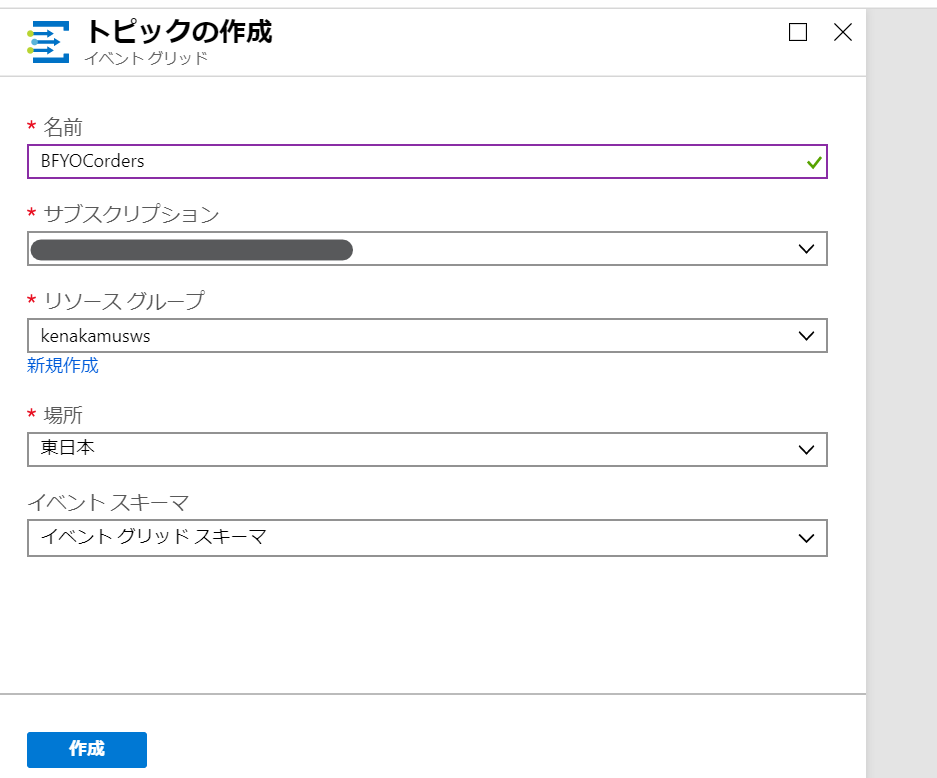 トピックの作成
イベント グリッド
* 名前
BFYOCorders
* サブスクリプション
* リソース グループ
kenakamusws
新規作成
* 場所
東日本
イベント スキーマ
イベント グリッド スキーマ
作成